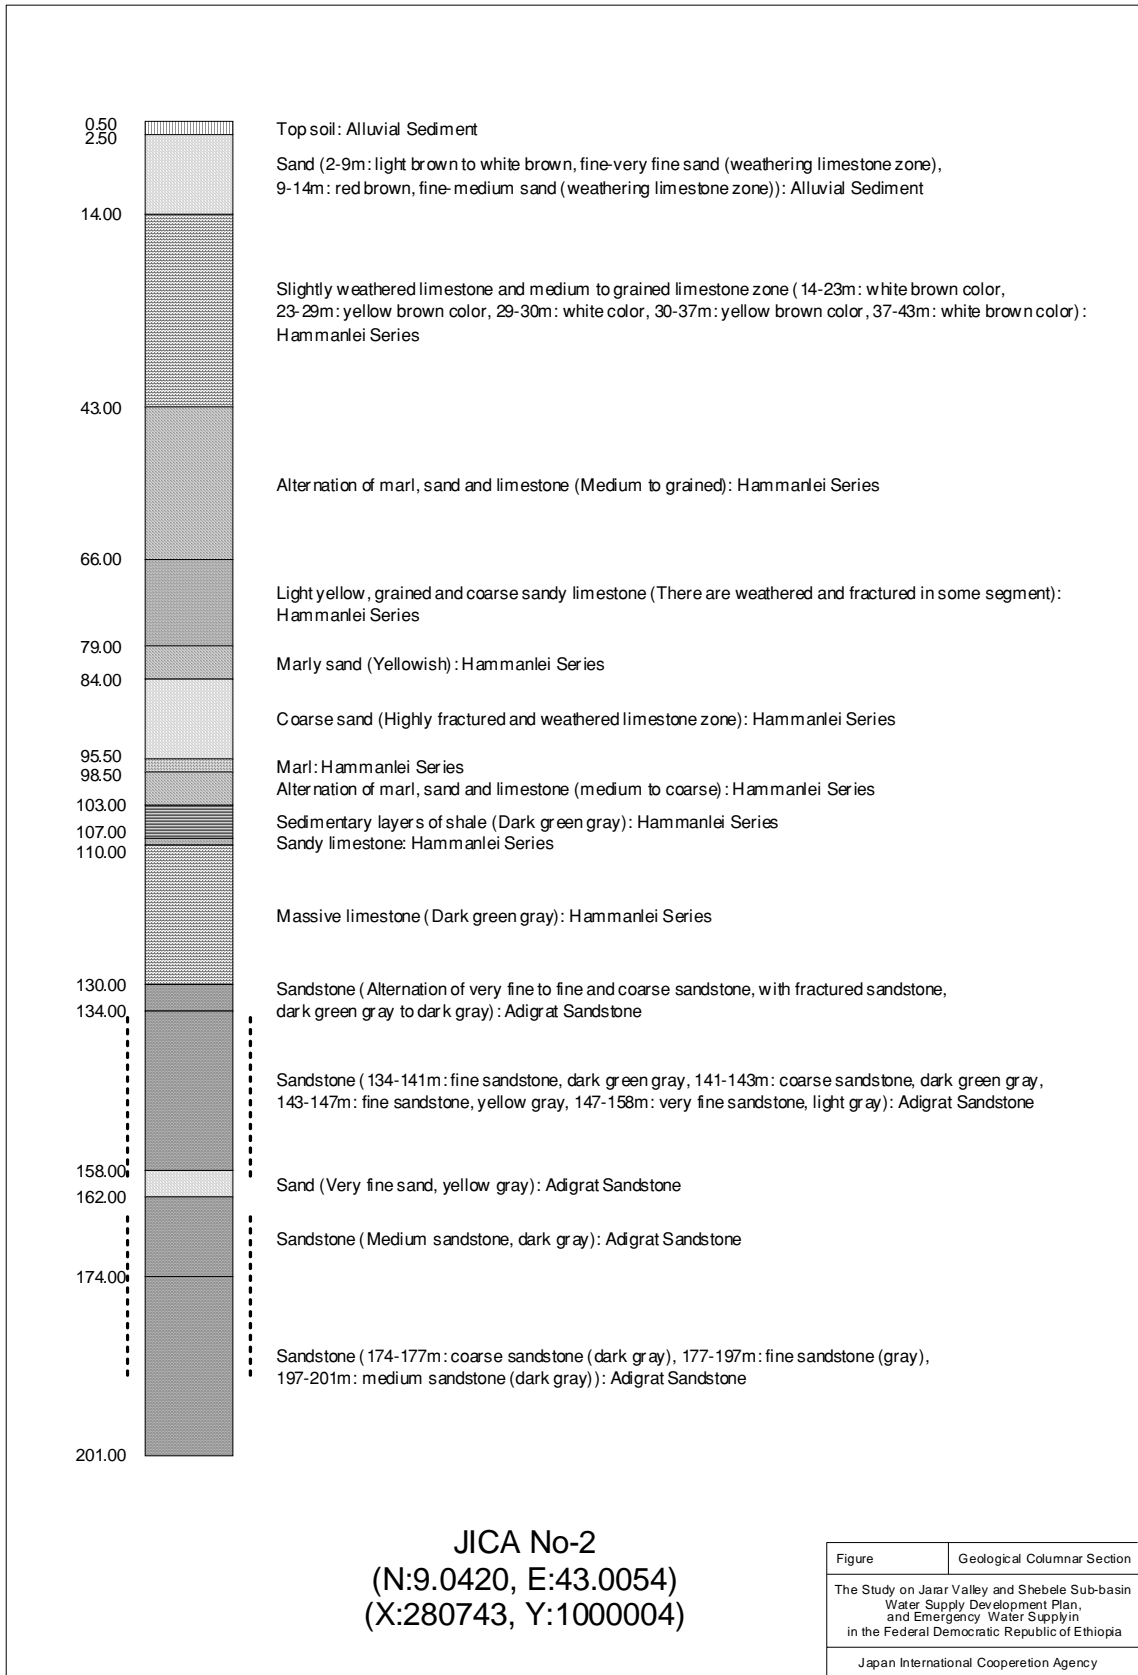 0.50
Top soil: Alluvial Sediment
2.50
Sand (2-9m: light brown to white brown, fine-very fine sand (weathering limestone zone),
9-14m: red brown, fine-medium sand (weathering limestone zone)): Alluvial Sediment
14.00
Slightly weathered limestone and medium to grained limestone zone (14-23m: white brown color,
23-29m: yellow brown color, 29-30m: white color, 30-37m: yellow brown color, 37-43m: white brown color):
Hammanlei Series
43.00
Alternation of marl, sand and limestone (Medium to grained): Hammanlei Series
66.00
Light yellow, grained and coarse sandy limestone (There are weathered and fractured in some segment):
Hammanlei Series
79.00
Marly sand (Yellowish): Hammanlei Series
84.00
Coarse sand (Highly fractured and weathered limestone zone): Hammanlei Series
95.50
Marl: Hammanlei Series
98.50
Alternation of marl, sand and limestone (medium to coarse): Hammanlei Series
103.00
Sedimentary layers of shale (Dark green gray): Hammanlei Series
107.00
Sandy limestone: Hammanlei Series
110.00
Massive limestone (Dark green gray): Hammanlei Series
130.00
Sandstone (Alternation of very fine to fine and coarse sandstone, with fractured sandstone,
dark green gray to dark gray): Adigrat Sandstone
134.00
Sandstone (134-141m: fine sandstone, dark green gray, 141-143m: coarse sandstone, dark green gray,
143-147m: fine sandstone, yellow gray, 147-158m: very fine sandstone, light gray): Adigrat Sandstone
158.00
Sand (Very fine sand, yellow gray): Adigrat Sandstone
162.00
Sandstone (Medium sandstone, dark gray): Adigrat Sandstone
174.00
Sandstone (174-177m: coarse sandstone (dark gray), 177-197m: fine sandstone (gray),
197-201m: medium sandstone (dark gray)): Adigrat Sandstone
201.00
JICA No-2
(N:9.0420, E:43.0054)
(X:280743, Y:1000004)
Figure
Geological Columnar Section
The Study on Jarar Valley and Shebele Sub-basin
Water Supply Development Plan,
and Emergency Water Supplyin
in the Federal Democratic Republic of Ethiopia
Japan International Cooperetion Agency